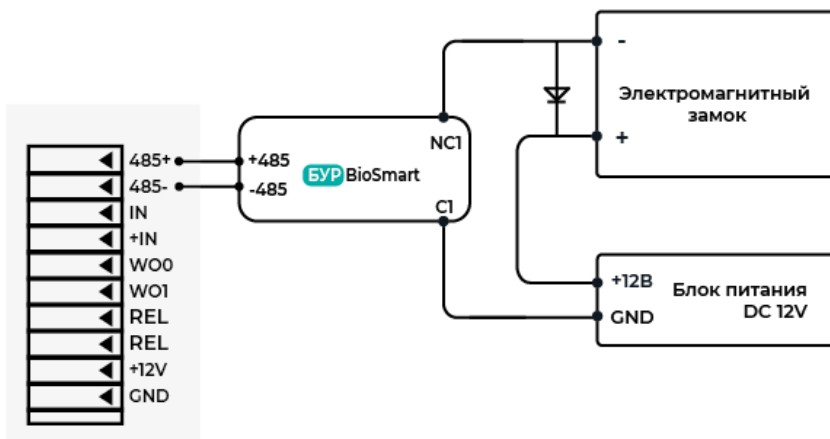 485+
485-
IN
+IN
WO0
WO1
REL
REL
+12V
GND
+485
-485
БУР BioSmart
NC1
C1
-
Электромагнитный
замок
+
+12В
GND
Блок питания
DC 12V